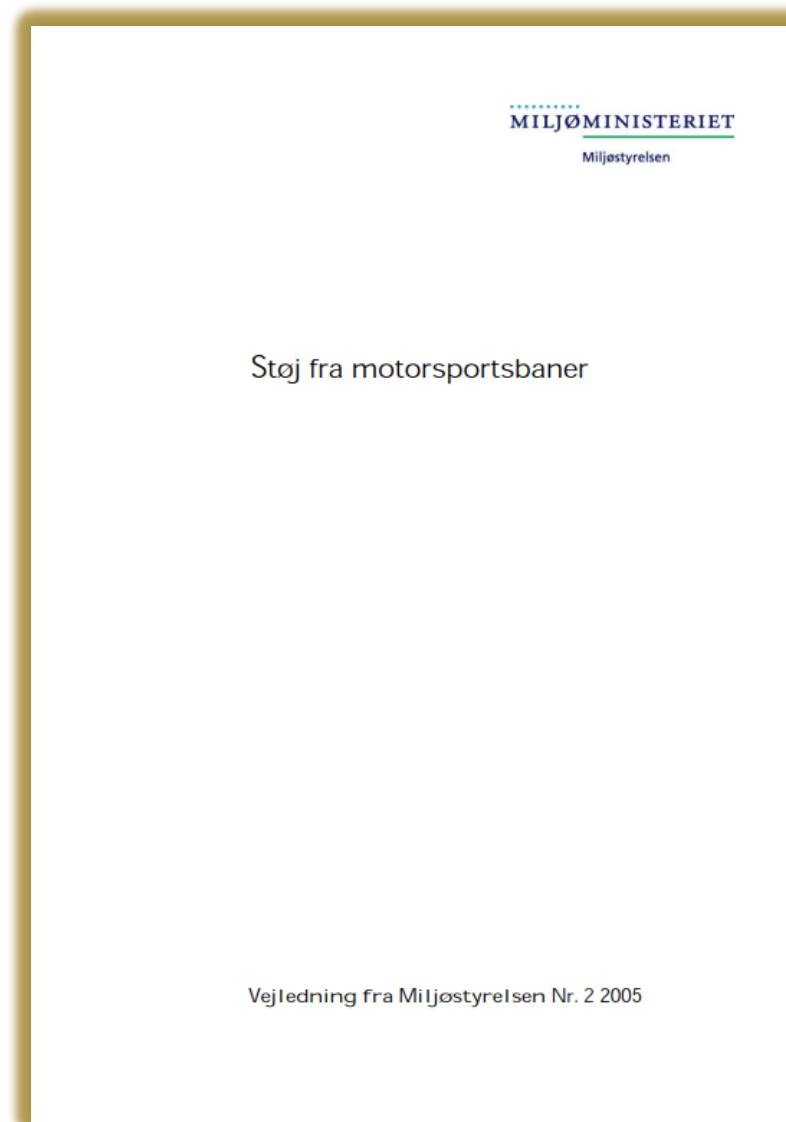 MILJØMINISTERIET
Miljøstyrelsen
Støj fra motorsportsbaner
Vejledning fra Miljøstyrelsen Nr. 2 2005